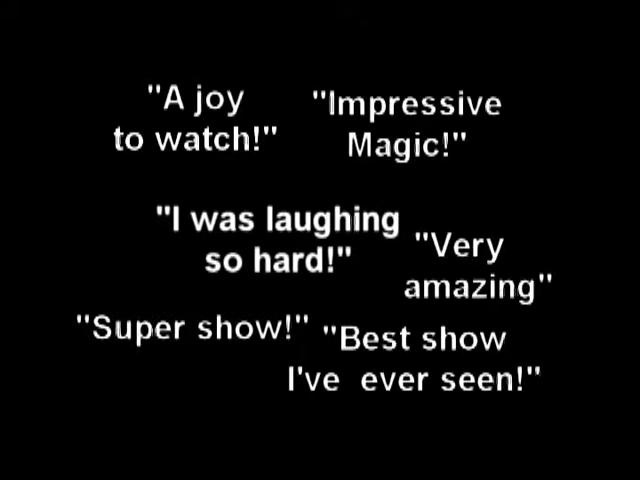 "A joy
to watch!"
"Impressive
Magic!"
"I was laughing
so hard!"
"Very
amazing"
"Super show!"
"Best show
I've ever seen!"